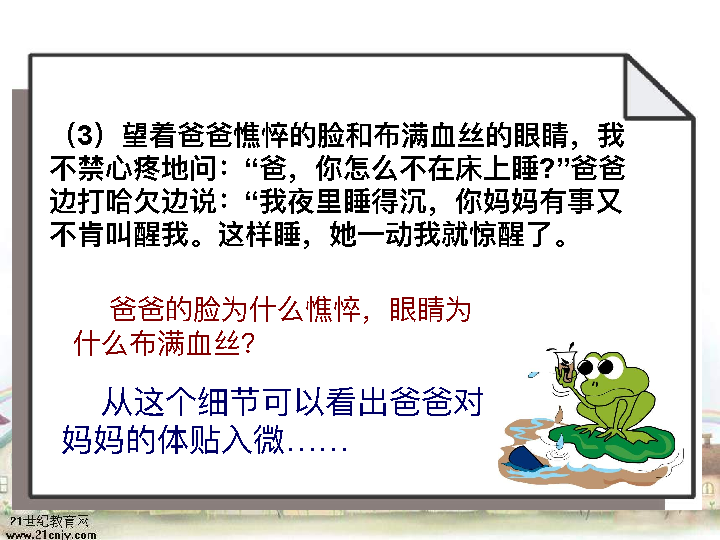 （3）望着爸爸憔悴的脸和布满血丝的眼睛，我
不禁心疼地问：“爸，你怎么不在床上睡?”爸爸
边打哈欠边说：“我夜里睡得沉，你妈妈有事又
不肯叫醒我。这样睡，她一动我就惊醒了。
爸爸的脸为什么憔悴，眼睛为
什么布满血丝?
从这个细节可以看出爸爸对
妈妈的体贴入微……
21世纪教育网
www.21cnjy.com